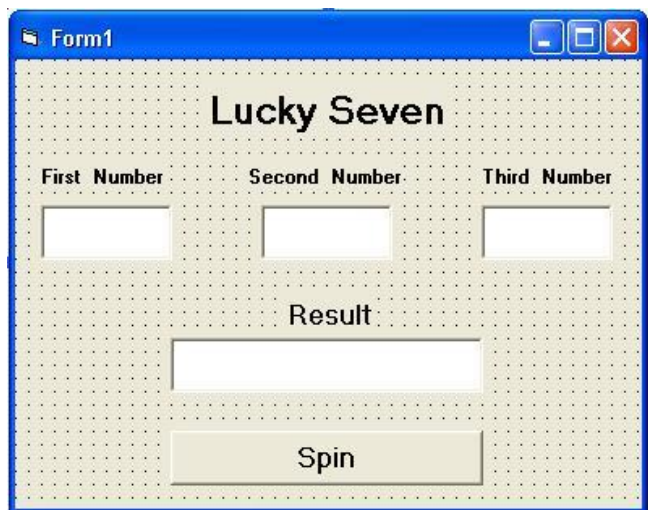 Form1
Lucky Seven
First Number Second Number Third Number
Result
Spin